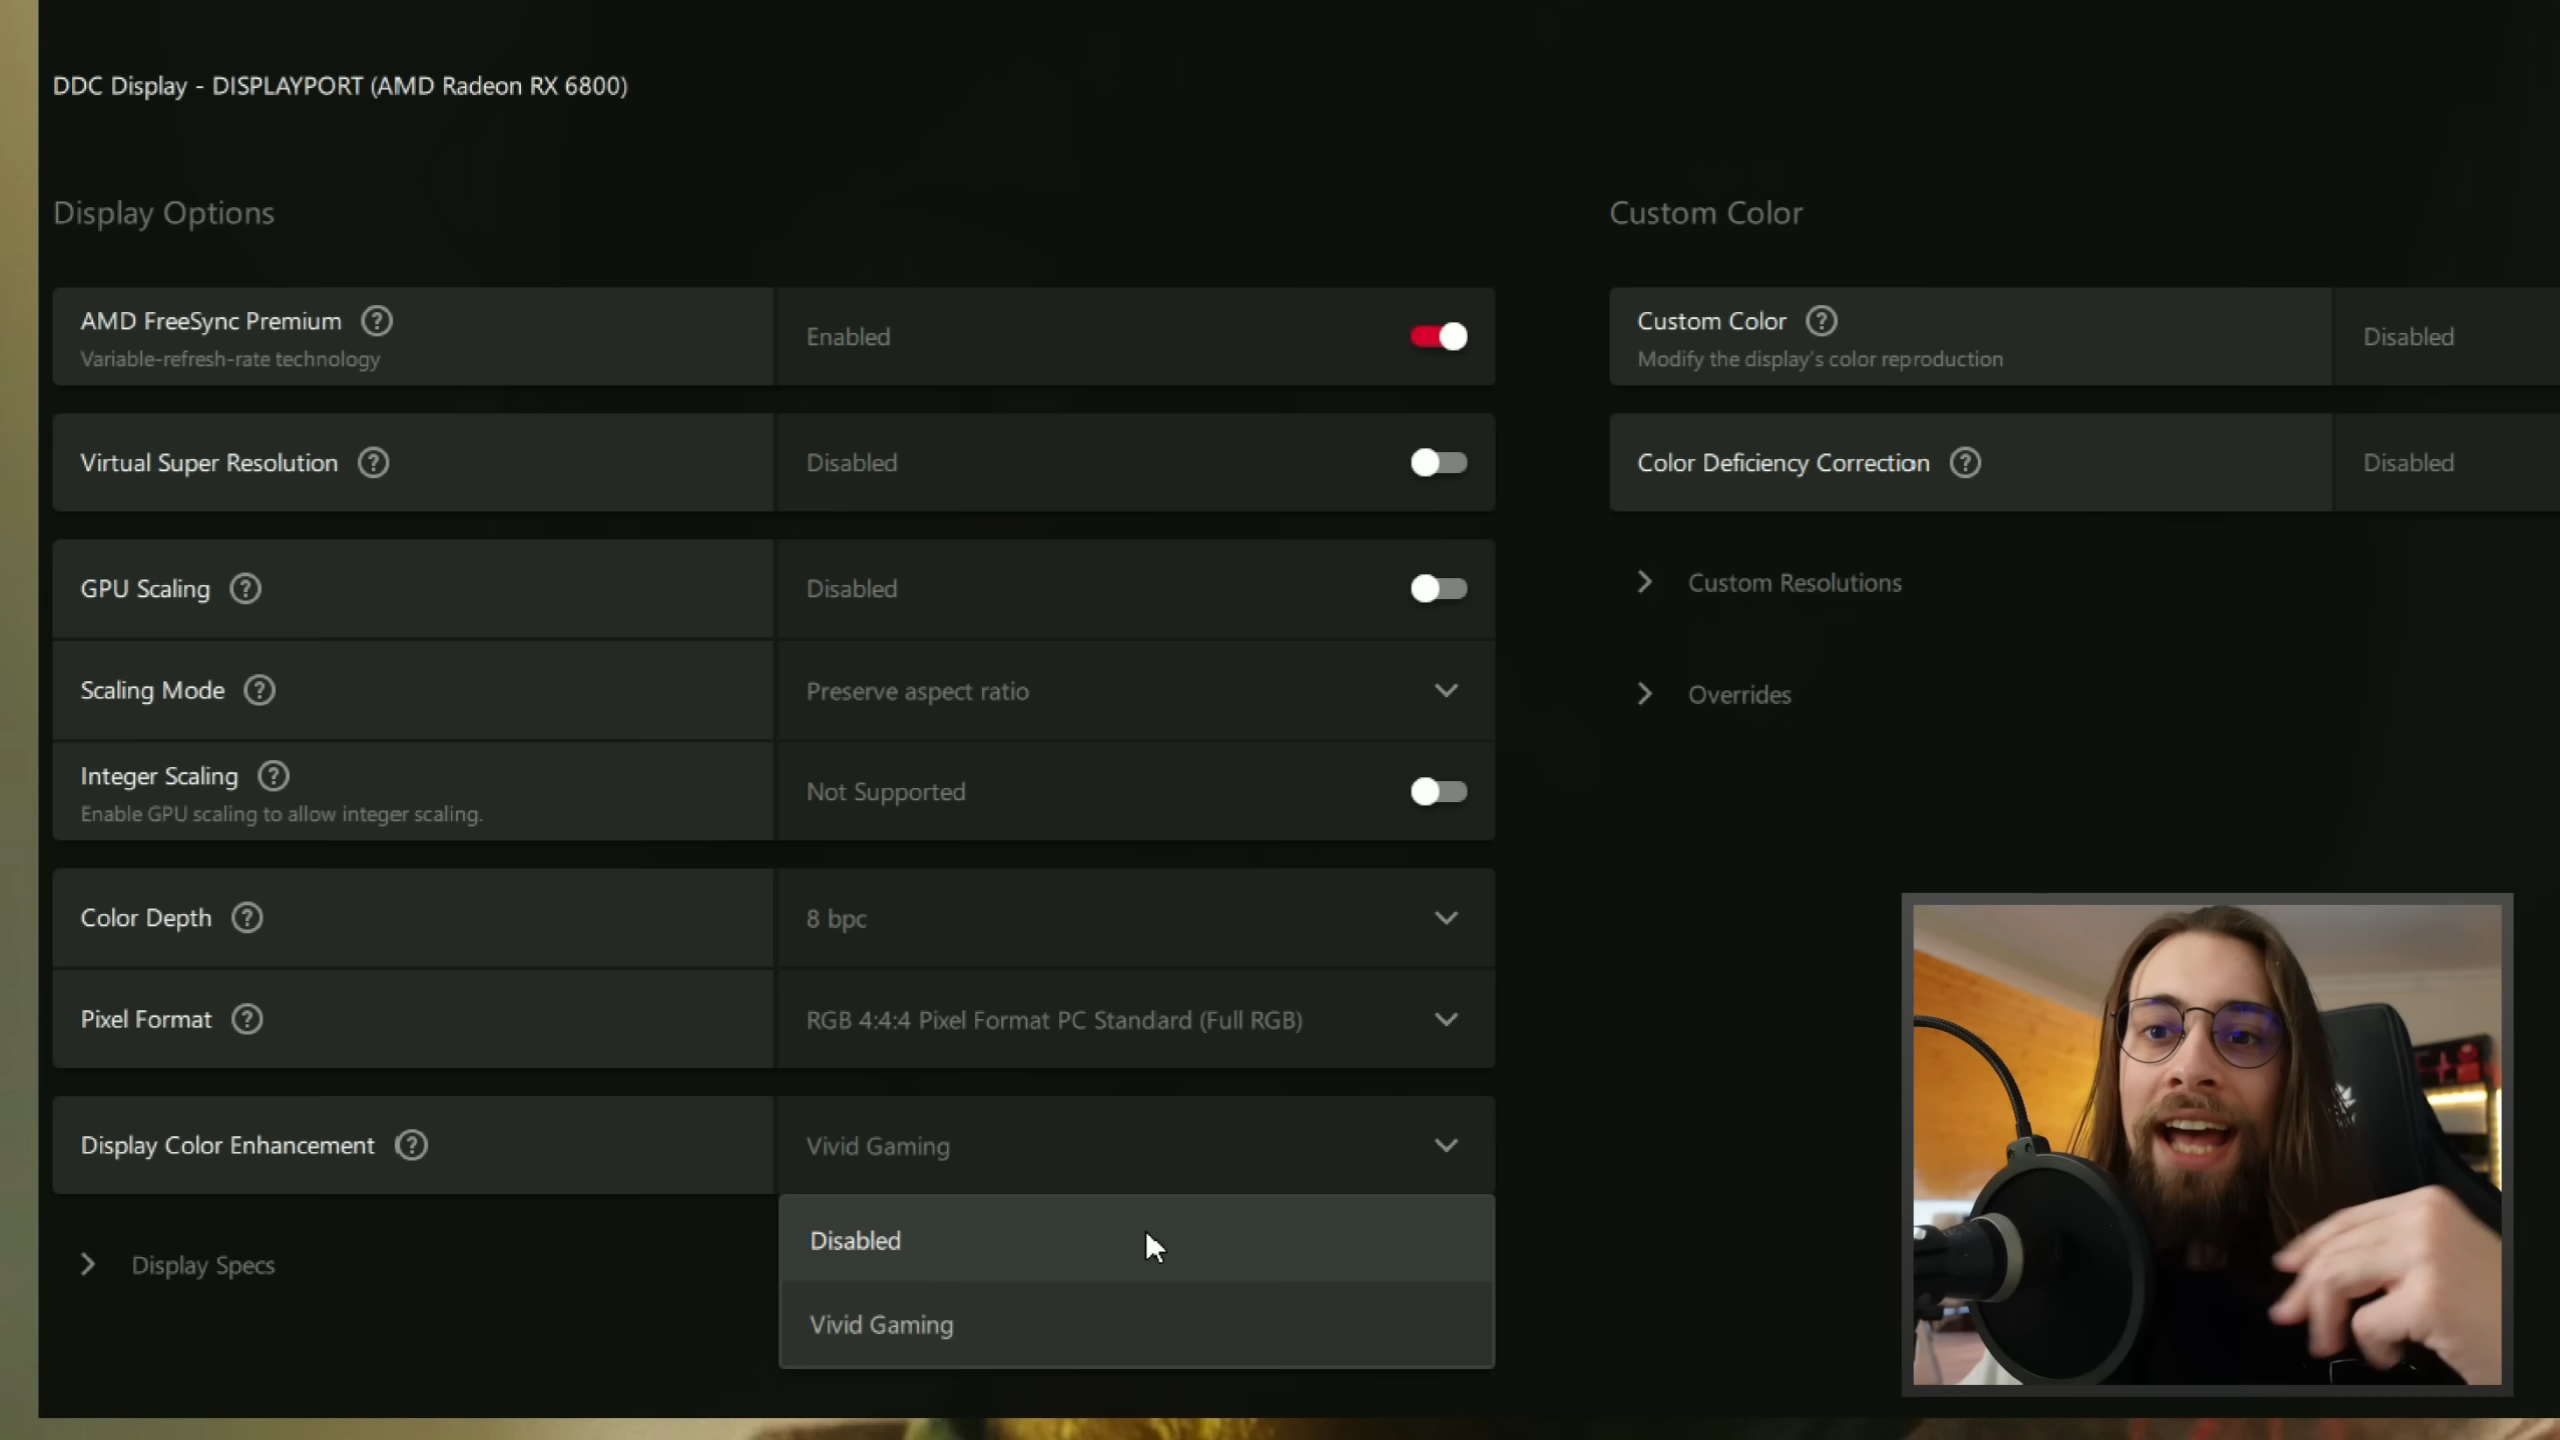 DDC Display - DISPLAYPORT (AMD Radeon RX 6800)
Display Options
AMD FreeSync Premium
Variable-refresh-rate technology
Enabled
Virtual Super Resolution
Disabled
GPU Scaling
Disabled
Scaling Mode
Preserve aspect ratio
Integer Scaling
Enable GPU scaling to allow integer scaling.
Not Supported
Color Depth
8 bpc
Pixel Format
RGB 4:4:4 Pixel Format PC Standard (Full RGB)
Display Color Enhancement
Vivid Gaming
Disabled
Vivid Gaming
Display Specs
Custom Color
Custom Color
Modify the display's color reproduction
Disabled
Color Deficiency Correction
Disabled
Custom Resolutions
Overrides